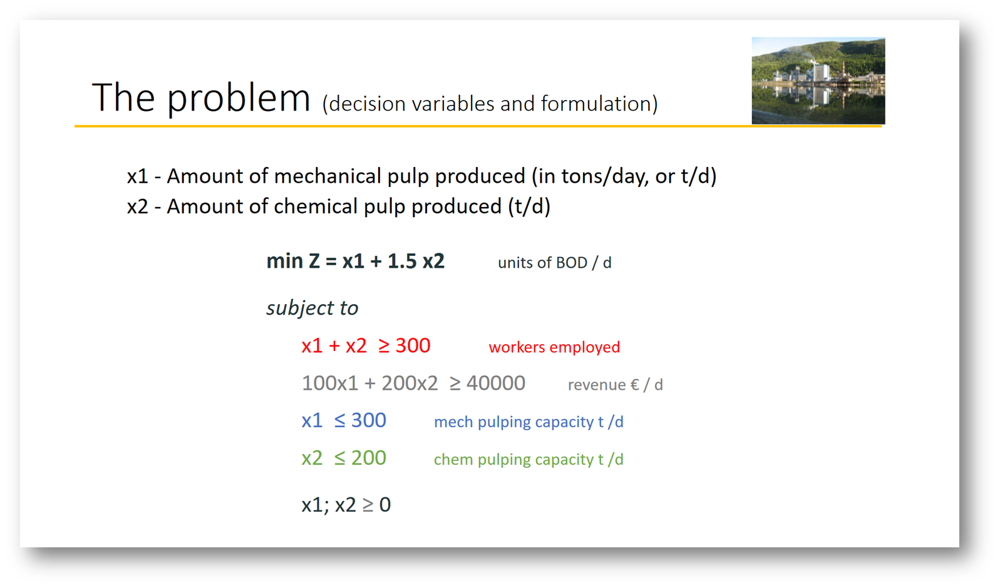 The problem (decision variables and formulation)
x1 - Amount of mechanical pulp produced (in tons/day, or t/d)
x2 - Amount of chemical pulp produced (t/d)
min Z = x1 + 1.5 x2 units of BOD / d
subject to
x1 + x2 ≥ 300 workers employed
100x1 + 200x2 ≥ 40000 revenue € / d
x1 ≤ 300 mech pulping capacity t /d
x2 ≤ 200 chem pulping capacity t /d
x1; x2 ≥ 0